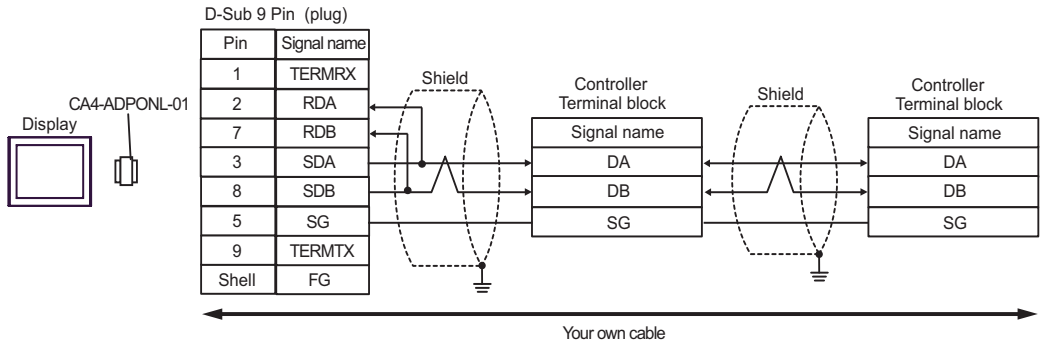 D-Sub 9 Pin (plug)
Pin Signal name
1 TERMRX
2 RDA
7 RDB
3 SDA
8 SDB
5 SG
9 TERMTX
Shell FG
CA4-ADPONL-01
Display
Shield
Controller
Terminal block
Signal name
DA
DB
SG
Shield
Controller
Terminal block
Signal name
DA
DB
SG
Your own cable